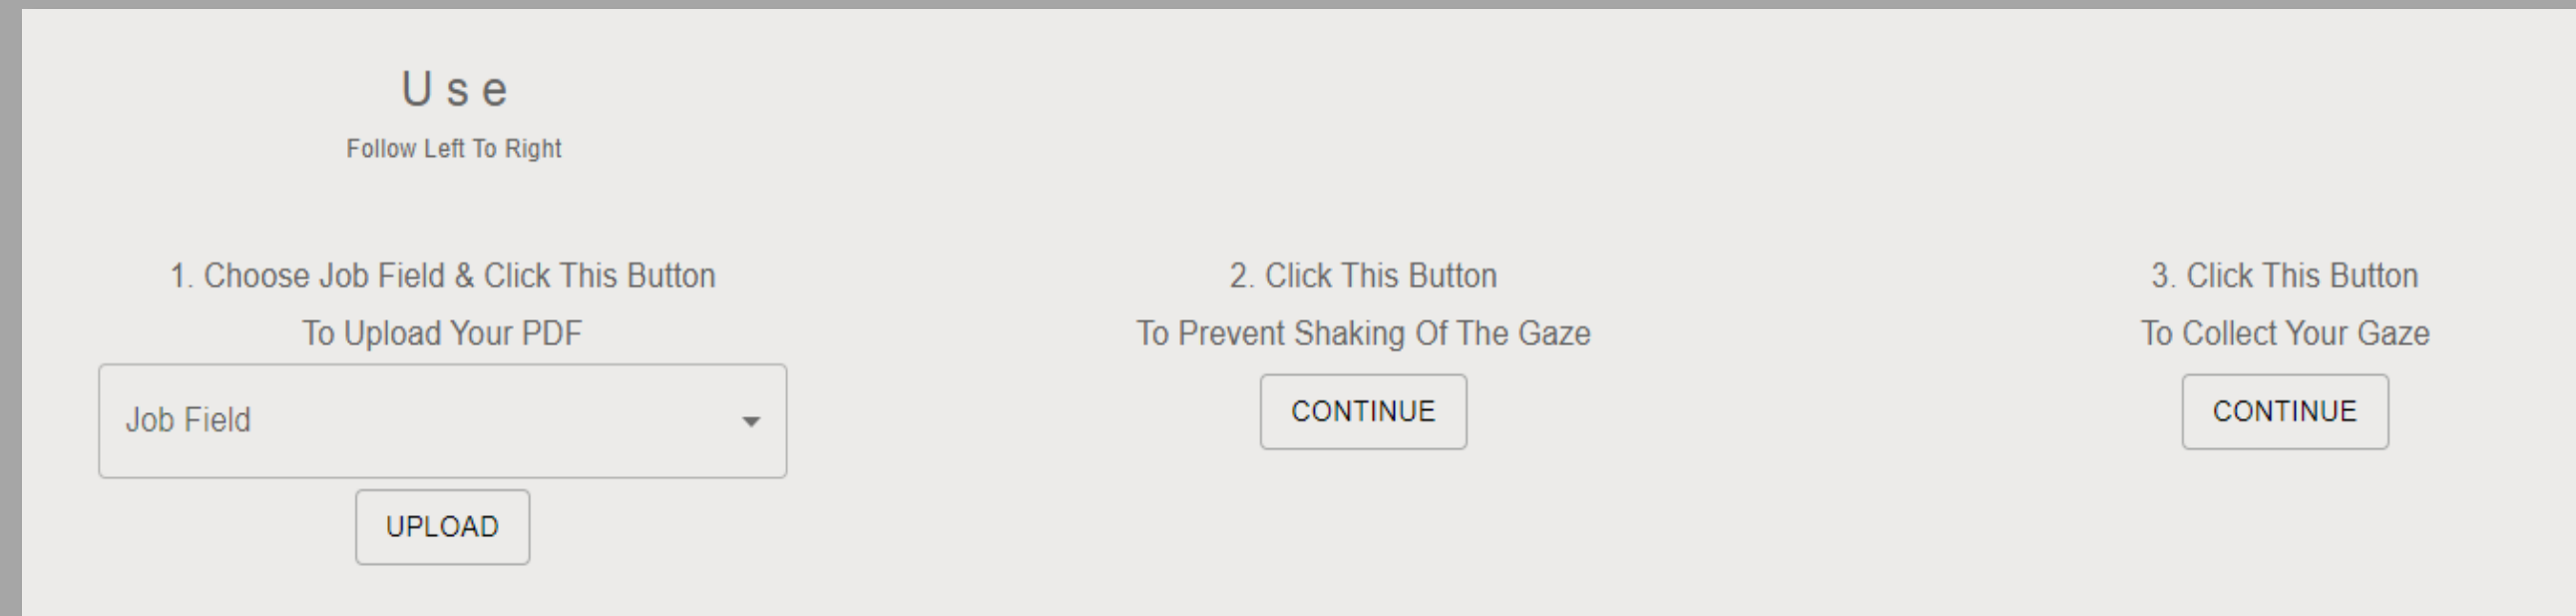 Use
Follow Left To Right
1. Choose Job Field & Click This Button
To Upload Your PDF
Job Field
UPLOAD
2. Click This Button
To Prevent Shaking Of The Gaze
CONTINUE
3. Click This Button
To Collect Your Gaze
CONTINUE